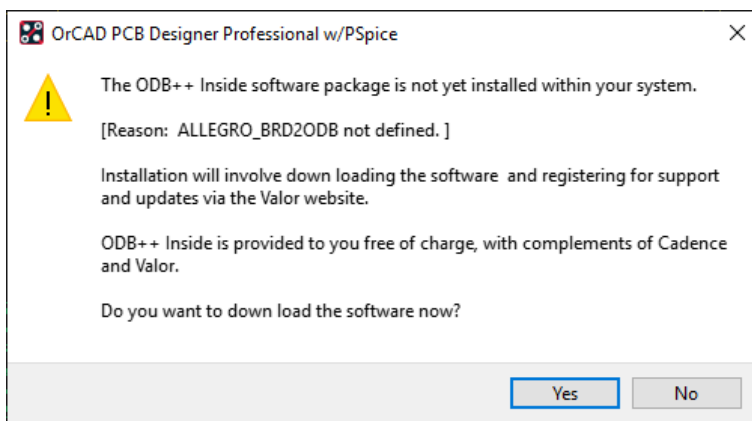 OrCAD PCB Designer Professional w/PSpice
The ODB++ Inside software package is not yet installed within your system.
[Reason:  ALLEGRO_BRD2ODB not defined. ]
Installation will involve down loading the software  and registering for support
and updates via the Valor website.
ODB++ Inside is provided to you free of charge, with complements of Cadence
and Valor.
Do you want to down load the software now?
Yes
No